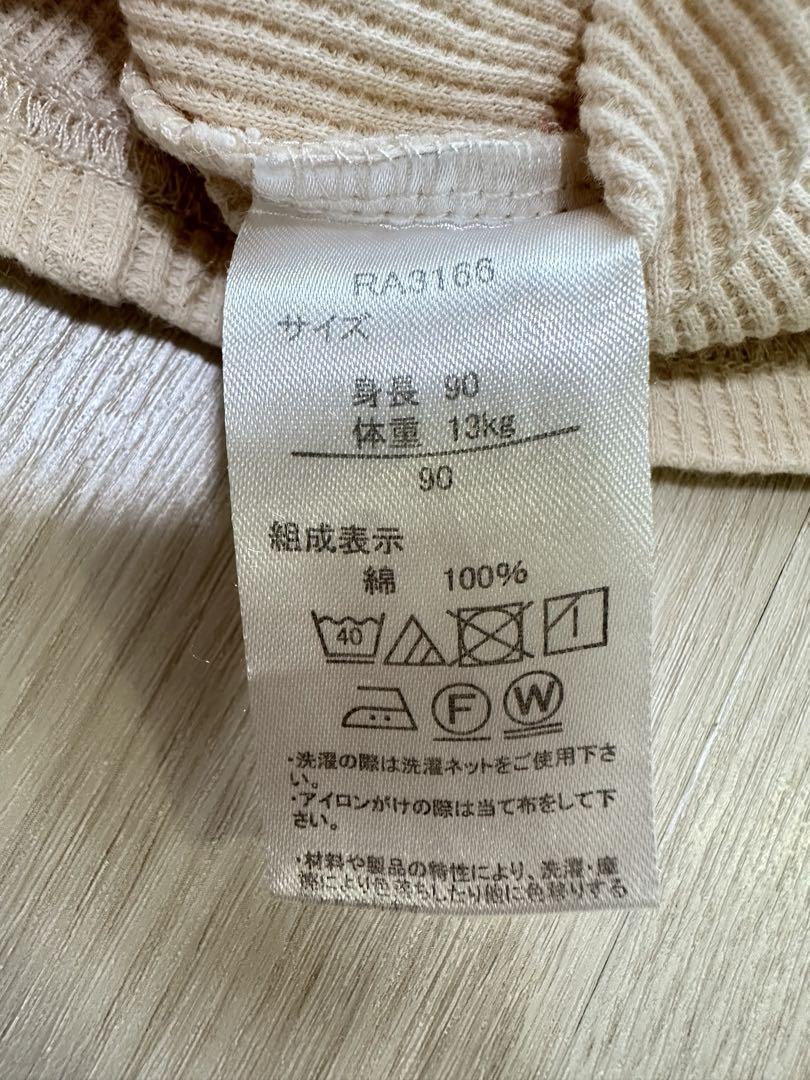 RA3166
サイズ
身長 90
体重 13kg
90
組成表示
綿 100%
40
F W
・洗濯の際は洗濯ネットをご使用下さ
い。
・アイロンがけの際は当て布をして下
さい。
・材料や製品の特性により、洗濯・摩
擦により色落ちしたり他に色移りする